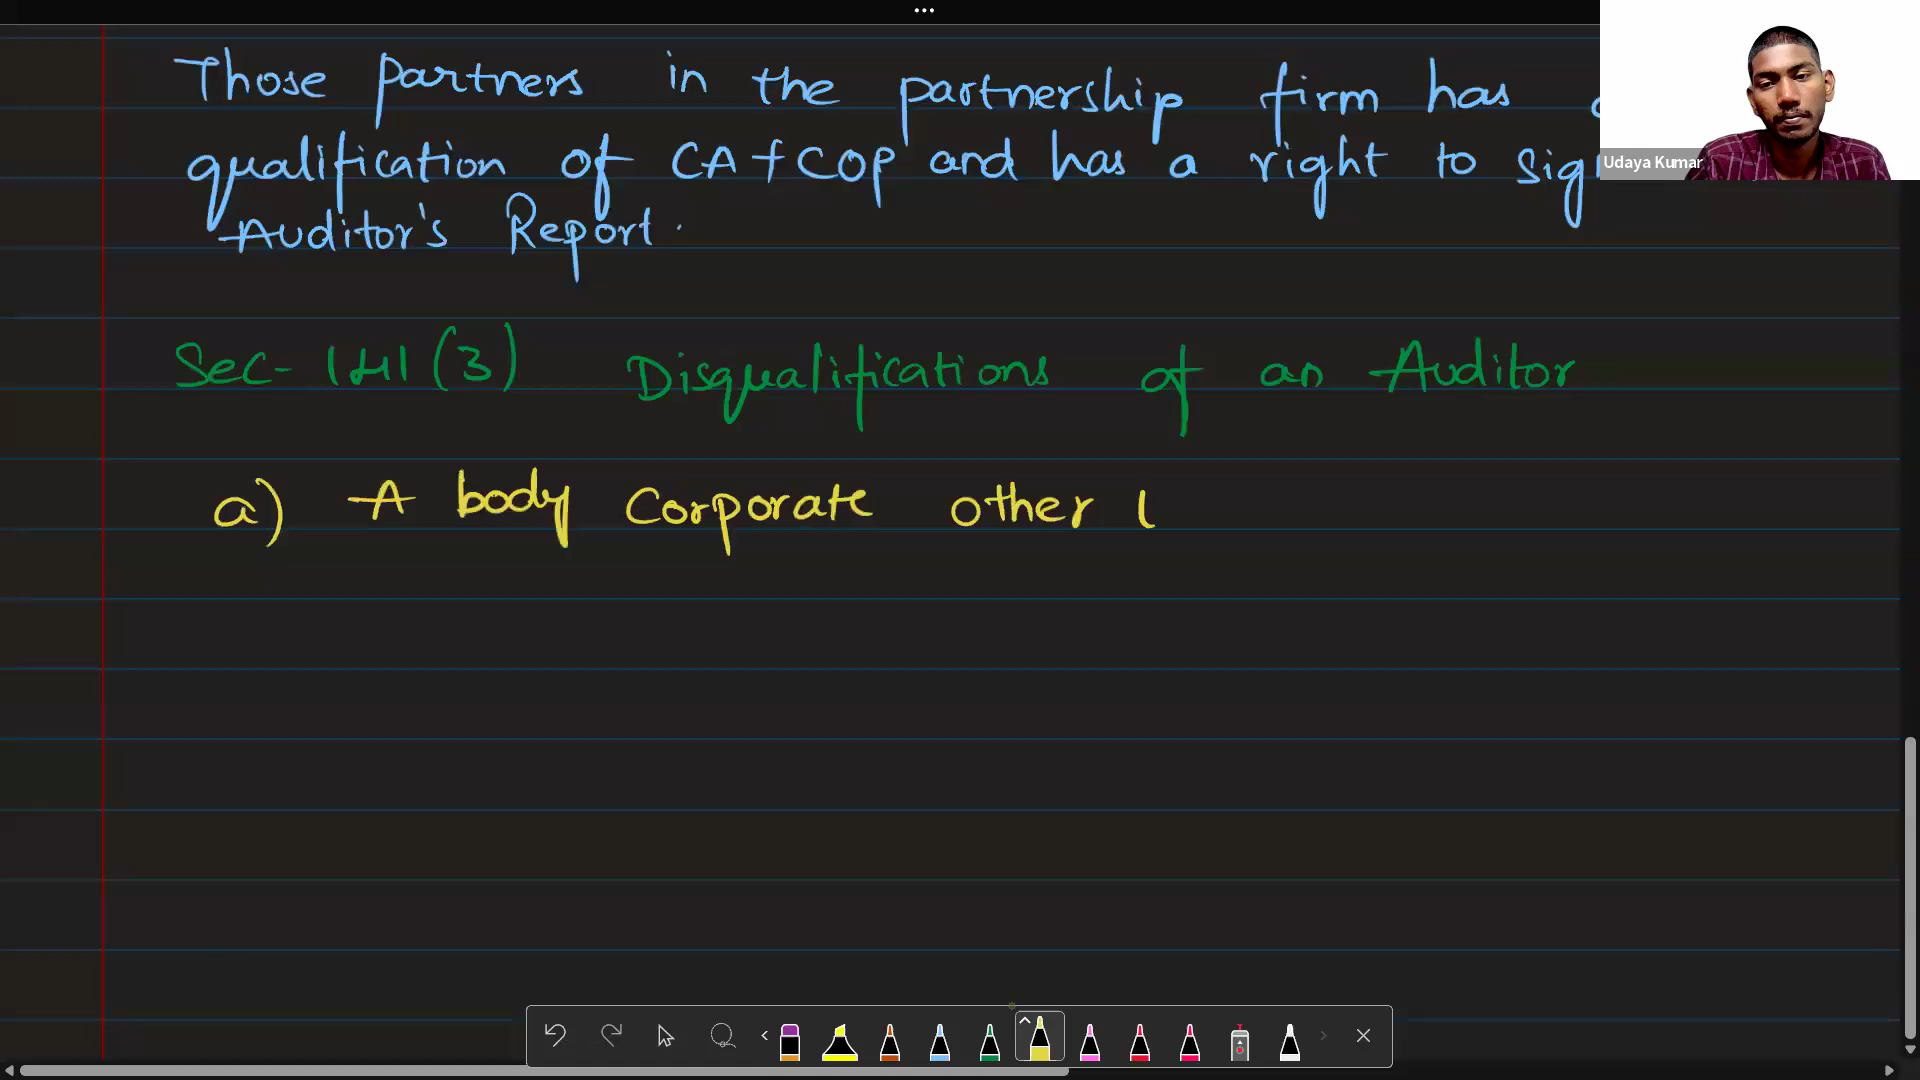 Those partners in the partnership firm has
qualification of CA + COP and has a right to sig
Udaya Kumar
Auditor's Report.
Sec-141(3) Disqualifications of an Auditor
a) A body Corporate other